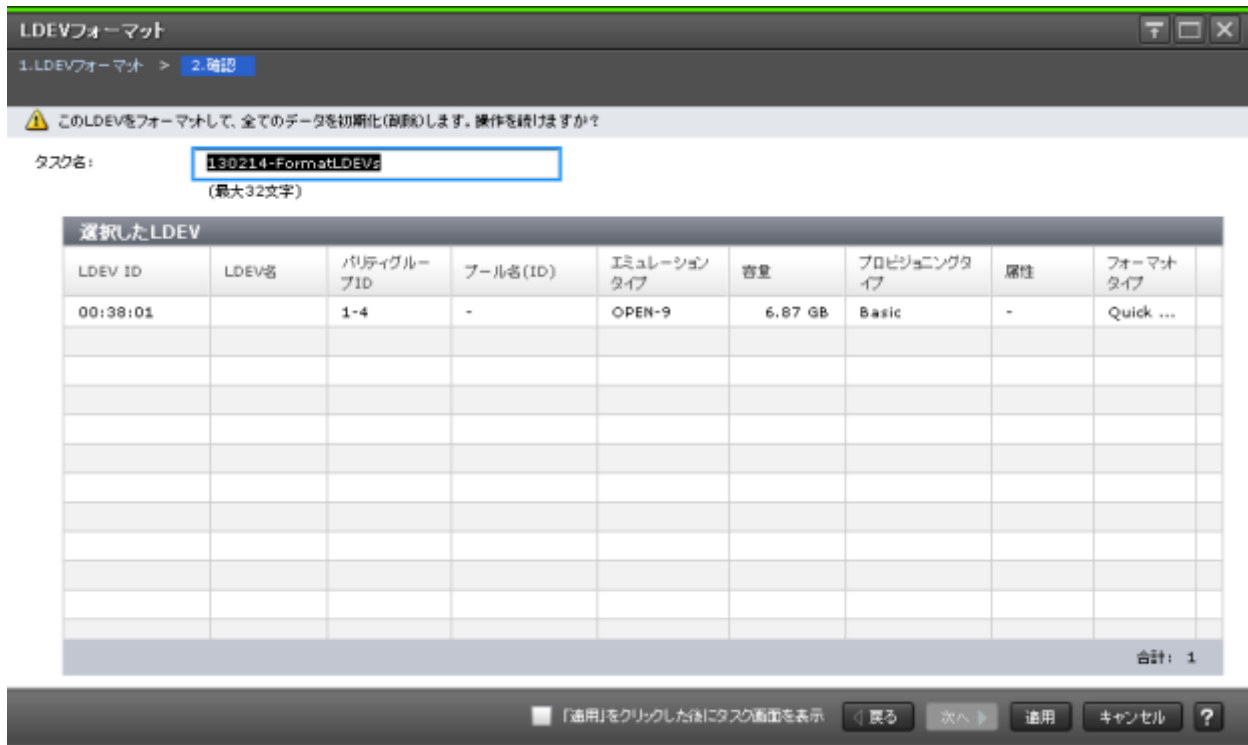 LDEVフォーマット
1.LDEVフォーマット > 2.確認
このLDEVをフォーマットして、全てのデータを初期化(削除)します。操作を続けますか?
タスク名: 130214-FormatLDEVs
(最大32文字)
選択したLDEV
LDEV ID LDEV名 パリティグループID プール名(ID) エミュレーションタイプ 容量 プロビジョニングタイプ 属性 フォーマットタイプ
00:38:01 1-4 - OPEN-9 6.87 GB Basic - Quick ...
合計: 1
「適用」をクリックした後にタスク画面を表示 戻る 次へ 適用 キャンセル ?